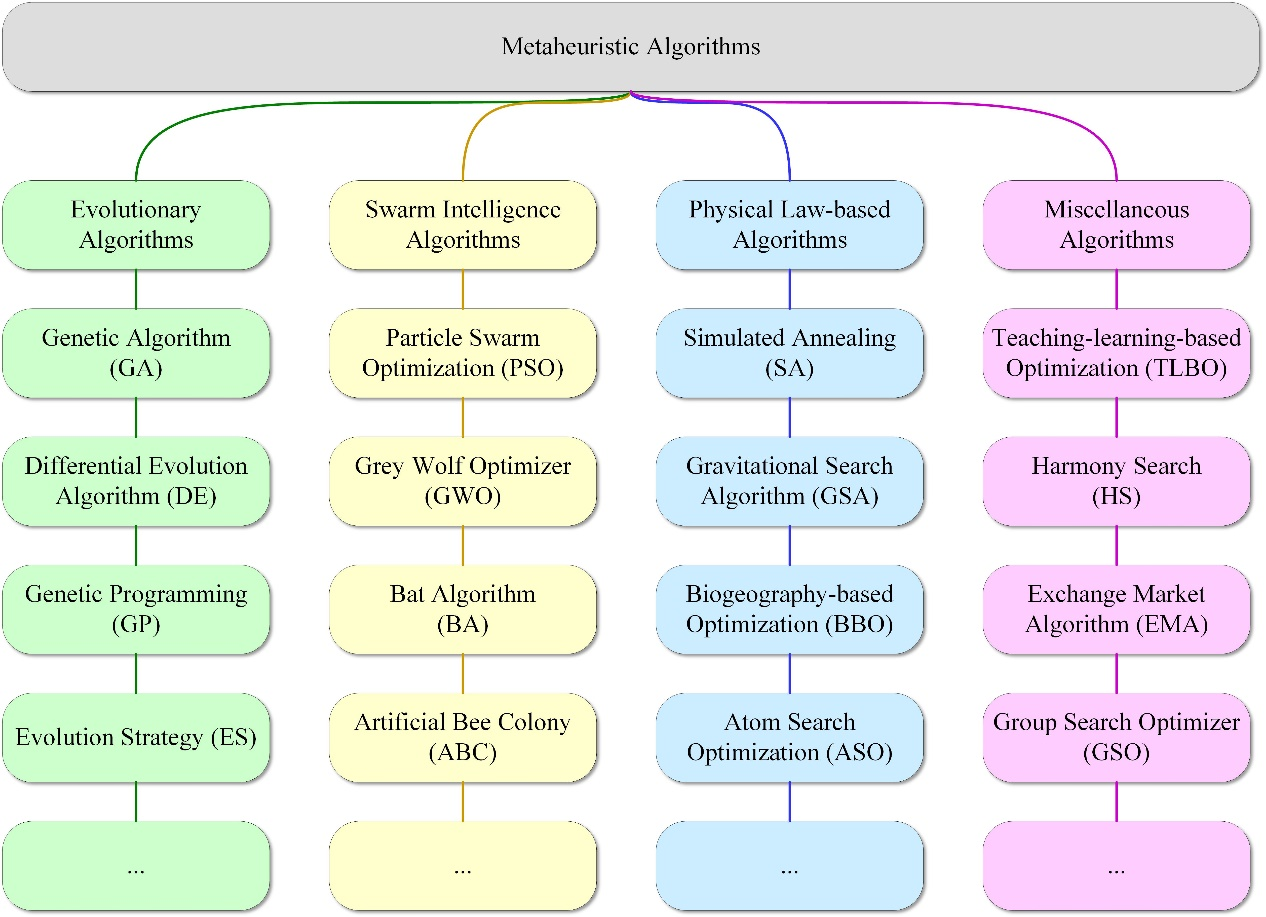 Metaheuristic Algorithms
Evolutionary
Algorithms
Genetic Algorithm
(GA)
Differential Evolution
Algorithm (DE)
Genetic Programming
(GP)
Evolution Strategy (ES)
...
Swarm Intelligence
Algorithms
Particle Swarm
Optimization (PSO)
Grey Wolf Optimizer
(GWO)
Bat Algorithm
(BA)
Artificial Bee Colony
(ABC)
...
Physical Law-based
Algorithms
Simulated Annealing
(SA)
Gravitational Search
Algorithm (GSA)
Biogeography-based
Optimization (BBO)
Atom Search
Optimization (ASO)
...
Miscellaneous
Algorithms
Teaching-learning-based
Optimization (TLBO)
Harmony Search
(HS)
Exchange Market
Algorithm (EMA)
Group Search Optimizer
(GSO)
...